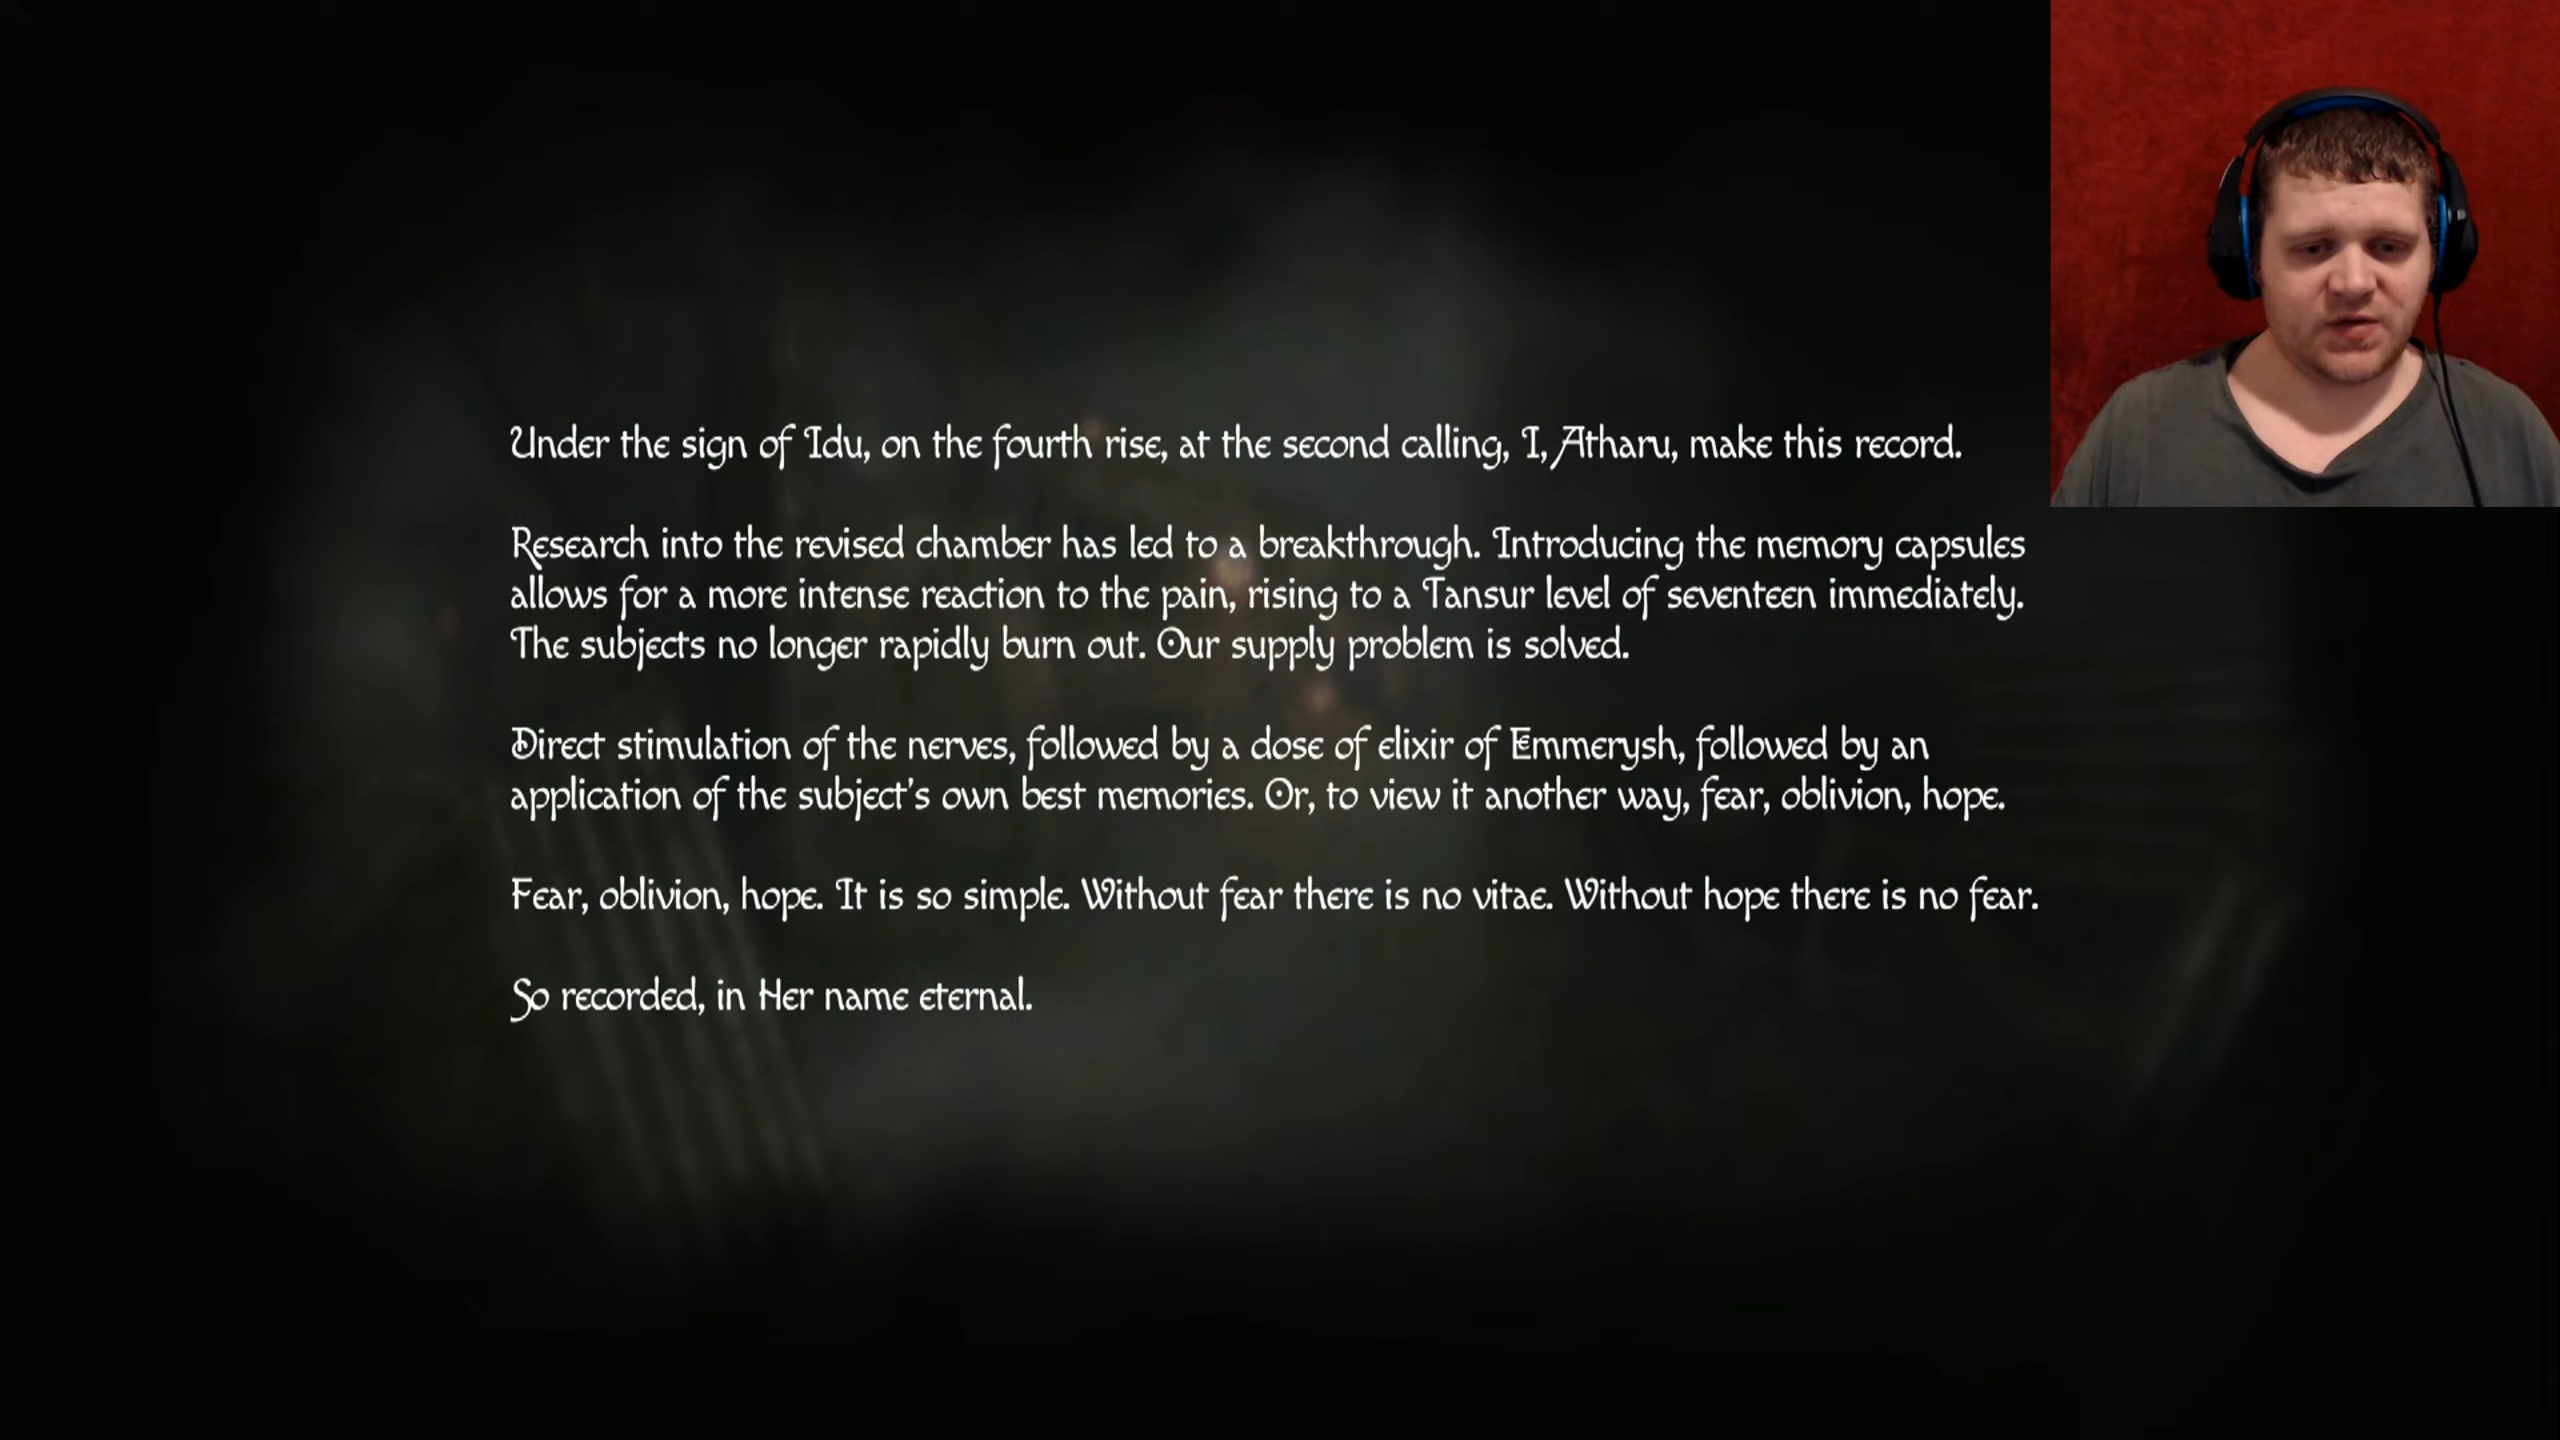 Under the sign of Idu, on the fourth rise, at the second calling, I, Atharu, make this record.
Research into the revised chamber has led to a breakthrough. Introducing the memory capsules
allows for a more intense reaction to the pain, rising to a Tansur level of seventeen immediately.
The subjects no longer rapidly burn out. Our supply problem is solved.
Direct stimulation of the nerves, followed by a dose of elixir of Emmerysh, followed by an
application of the subject's own best memories. Or, to view it another way, fear, oblivion, hope.
Fear, oblivion, hope. It is so simple. Without fear there is no vitae. Without hope there is no fear.
So recorded, in Her name eternal.